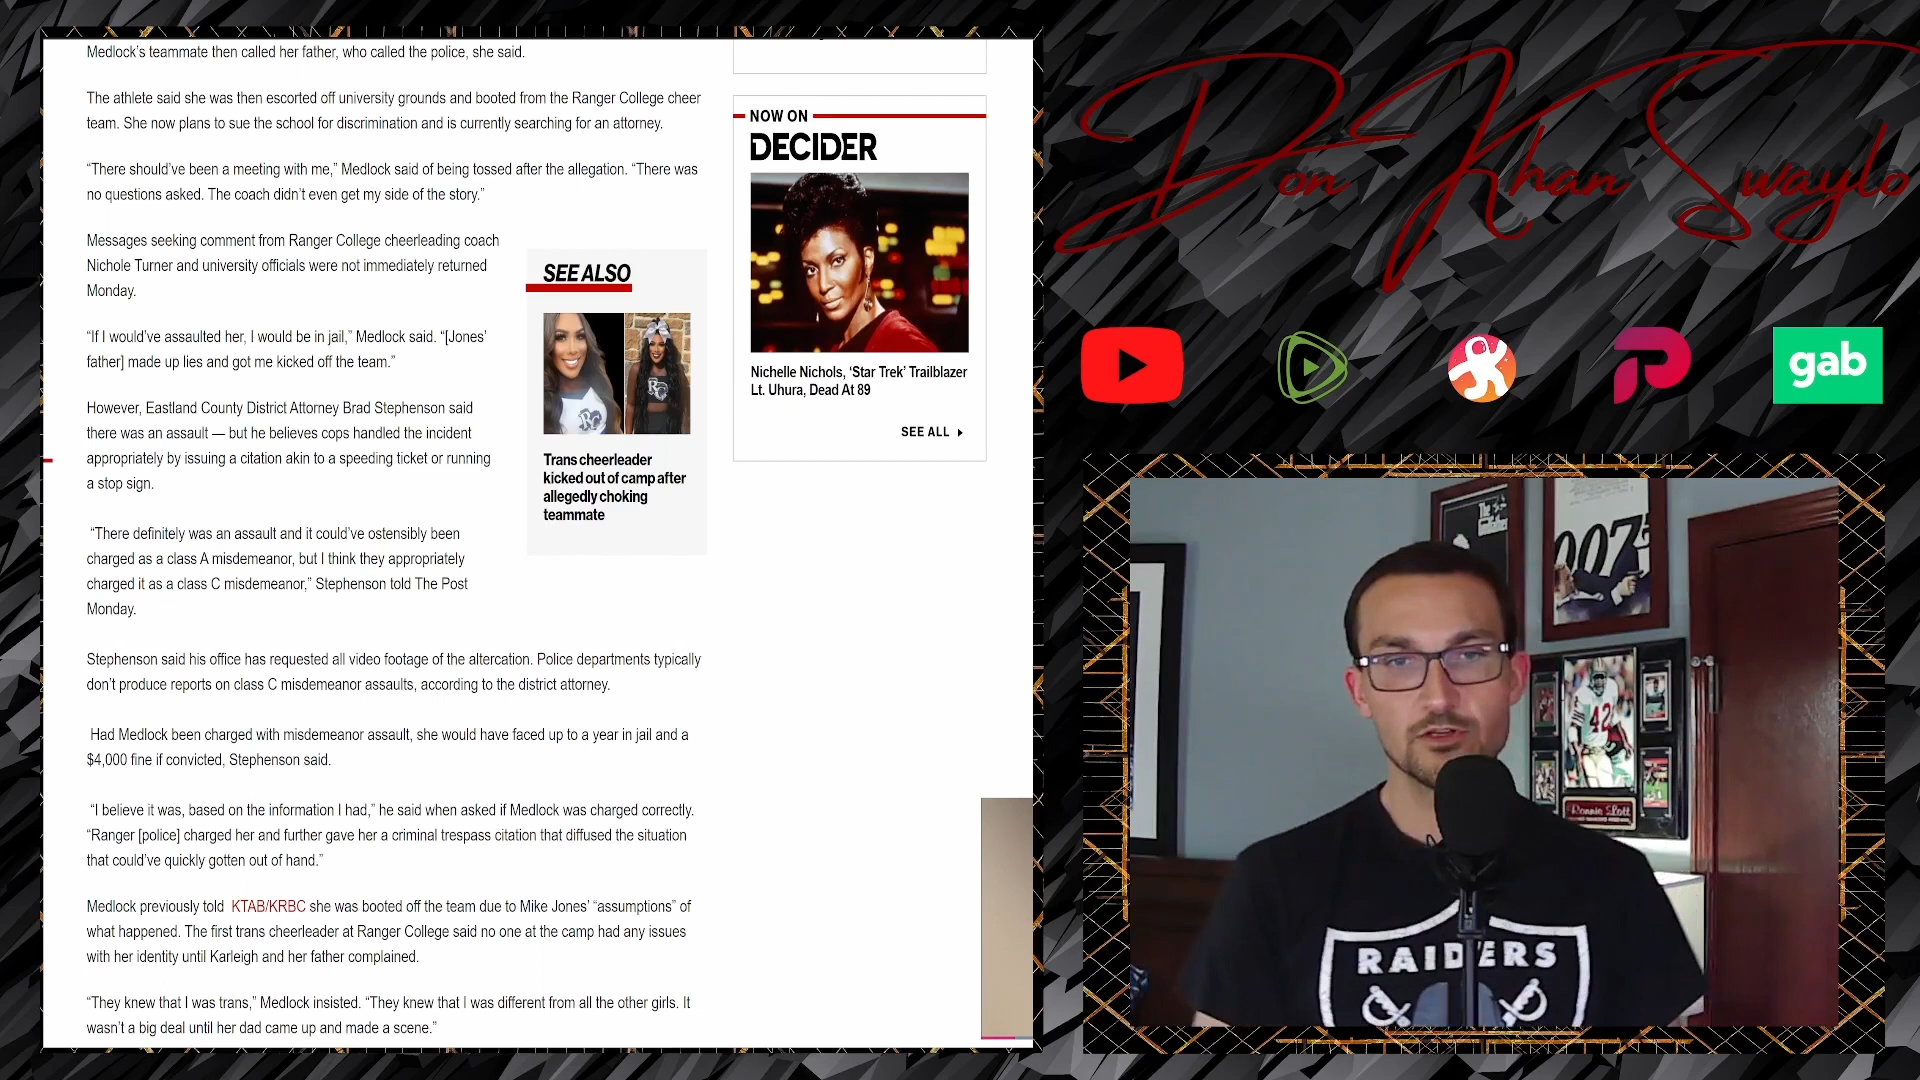 Medlock's teammate then called her father, who called the police, she said.
The athlete said she was then escorted off university grounds and booted from the Ranger College cheer
team. She now plans to sue the school for discrimination and is currently searching for an attorney.
“There should've been a meeting with me,” Medlock said of being tossed after the allegation. “There was
no questions asked. The coach didn't even get my side of the story.”
Messages seeking comment from Ranger College cheerleading coach
Nichole Turner and university officials were not immediately returned
Monday.
“If I would've assaulted her, I would be in jail,” Medlock said. “[Jones'
father] made up lies and got me kicked off the team.”
However, Eastland County District Attorney Brad Stephenson said
there was an assault — but he believes cops handled the incident
appropriately by issuing a citation akin to a speeding ticket or running
a stop sign.
“There definitely was an assault and it could've ostensibly been
charged as a class A misdemeanor, but I think they appropriately
charged it as a class C misdemeanor,” Stephenson told The Post
Monday.
Stephenson said his office has requested all video footage of the altercation. Police departments typically
don't produce reports on class C misdemeanor assaults, according to the district attorney.
Had Medlock been charged with misdemeanor assault, she would have faced up to a year in jail and a
$4,000 fine if convicted, Stephenson said.
“I believe it was, based on the information I had,” he said when asked if Medlock was charged correctly.
“Ranger [police] charged her and further gave her a criminal trespass citation that diffused the situation
that could've quickly gotten out of hand.”
Medlock previously told KTAB/KRBC she was booted off the team due to Mike Jones' “assumptions” of
what happened. The first trans cheerleader at Ranger College said no one at the camp had any issues
with her identity until Karleigh and her father complained.
“They knew that I was trans,” Medlock insisted. “They knew that I was different from all the other girls. It
wasn't a big deal until her dad came up and made a scene.”
SEE ALSO
RC
RC
Trans cheerleader
kicked out of camp after
allegedly choking
teammate
NOW ON
DECIDER
Nichelle Nichols, ‘Star Trek’ Trailblazer
Lt. Uhura, Dead At 89
SEE ALL
Don Khan Swaylo
gab
The
Godfather
007
42
Ronnie Lott
RAIDERS